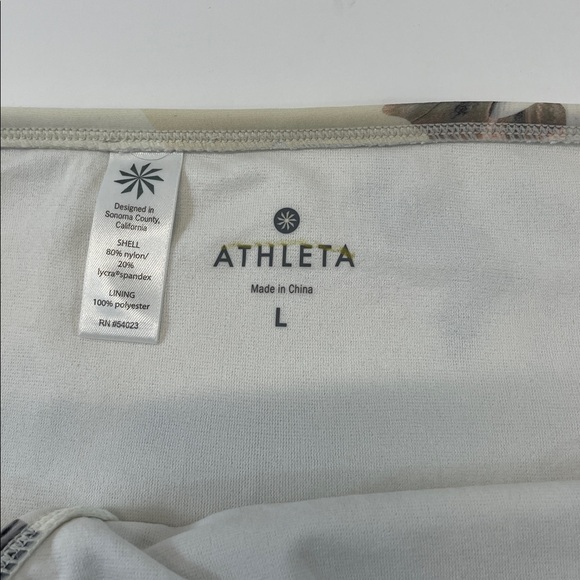 Designed in
Sonoma County,
California
SHELL
80% nylon/
20%
lycra®spandex
LINING
100% polyester
RN #54023
ATHLETA
Made in China
L